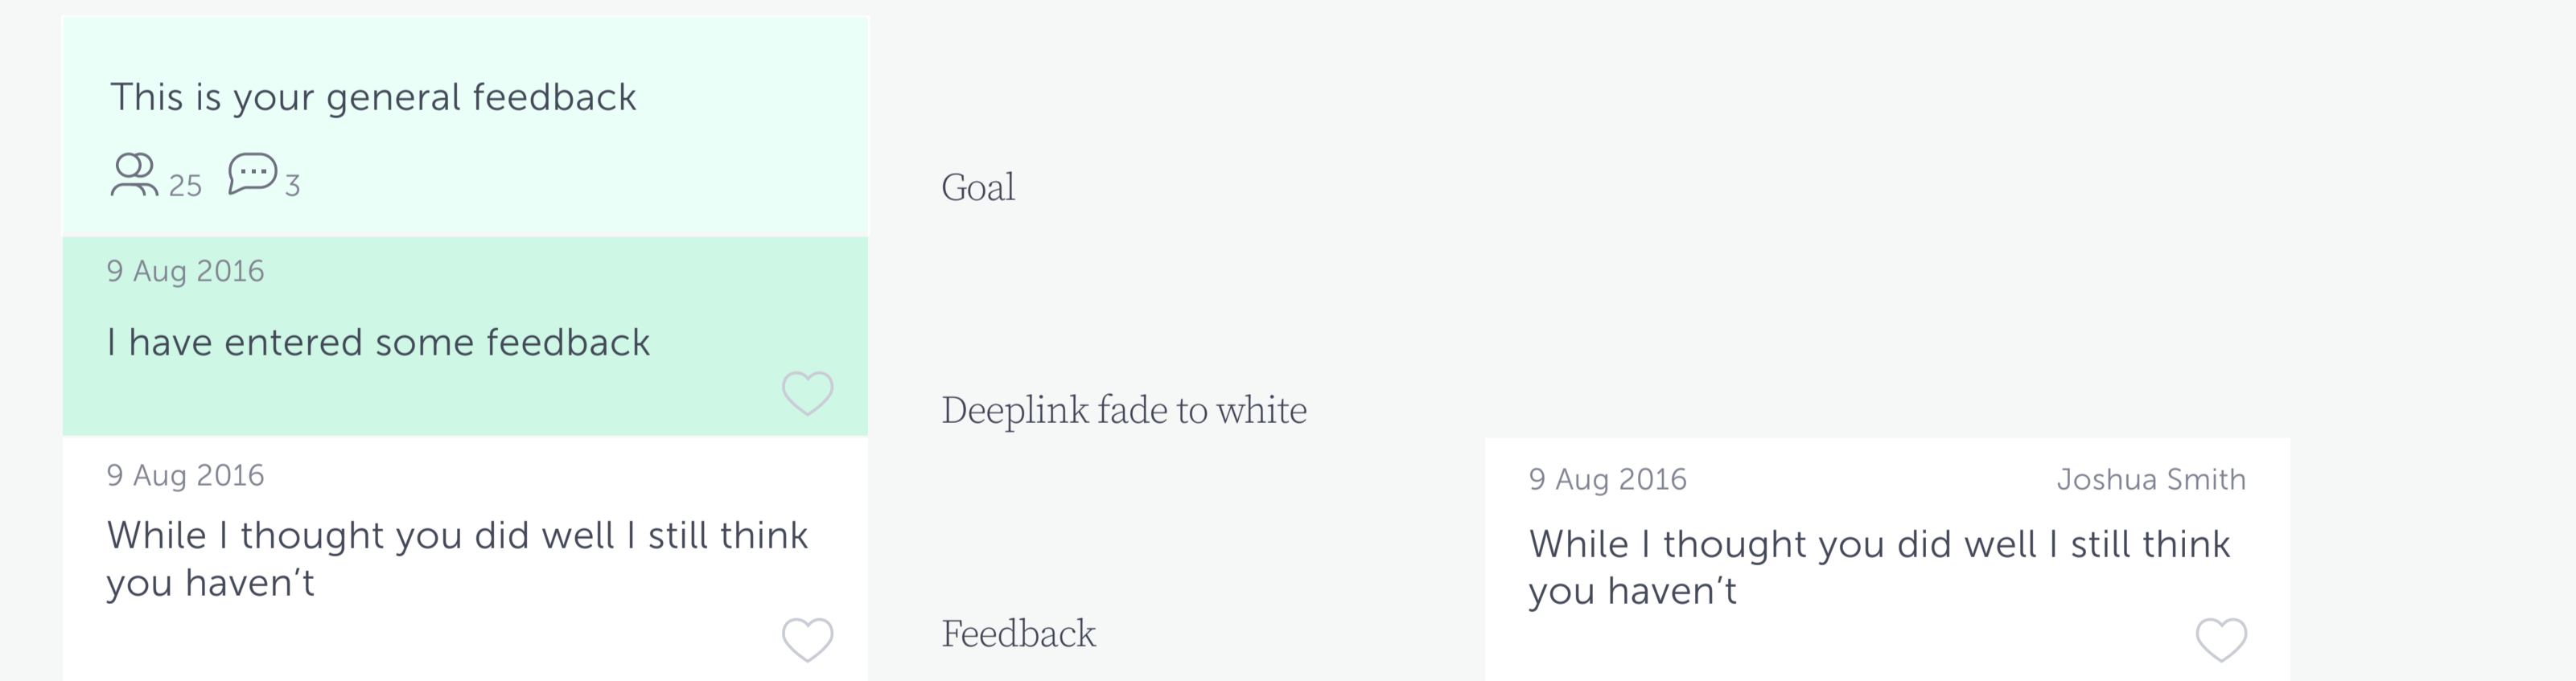 This is your general feedback
25 3
Goal
9 Aug 2016
I have entered some feedback
Deeplink fade to white
9 Aug 2016
While I thought you did well I still think
you haven’t
Feedback
9 Aug 2016 Joshua Smith
While I thought you did well I still think
you haven’t